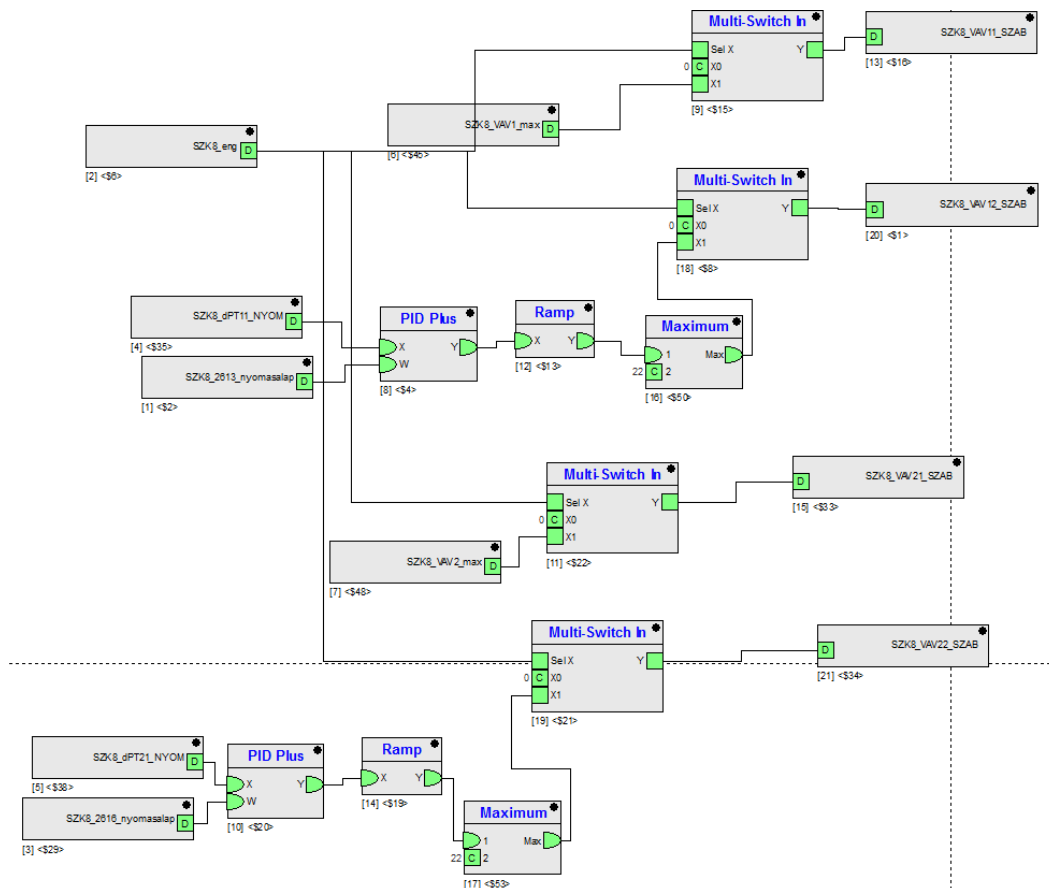 Multi-Switch In
Sel X
Y
0 C X0
X1
[9] <$15>
D
SZK8_VAV11_SZAB
[13] <$16>
SZK8_VAV1_max D
[6] <$45>
SZK8_eng D
[2] <$6>
Multi-Switch In
Sel X
Y
0 C X0
X1
[18] <$8>
D
SZK8_VAV12_SZAB
[20] <$1>
SZK8_dPT11_NYOM
D
[4] <$35>
SZK8_2613_nyomasalap
D
[1] <$2>
PID Plus
X
Y
W
[8] <$4>
Ramp
X
Y
[12] <$13>
Maximum
1
Max
22 C 2
[16] <$50>
Multi-Switch In
Sel X
Y
0 C X0
X1
[11] <$22>
D
SZK8_VAV21_SZAB
[15] <$33>
SZK8_VAV2_max D
[7] <$48>
Multi-Switch In
Sel X
Y
0 C X0
X1
[19] <$21>
D
SZK8_VAV22_SZAB
[21] <$34>
SZK8_dPT21_NYOM
D
[5] <$38>
SZK8_2616_nyomasalap
D
[3] <$29>
PID Plus
X
Y
W
[10] <$20>
Ramp
X
Y
[14] <$19>
Maximum
1
Max
22 C 2
[17] <$53>